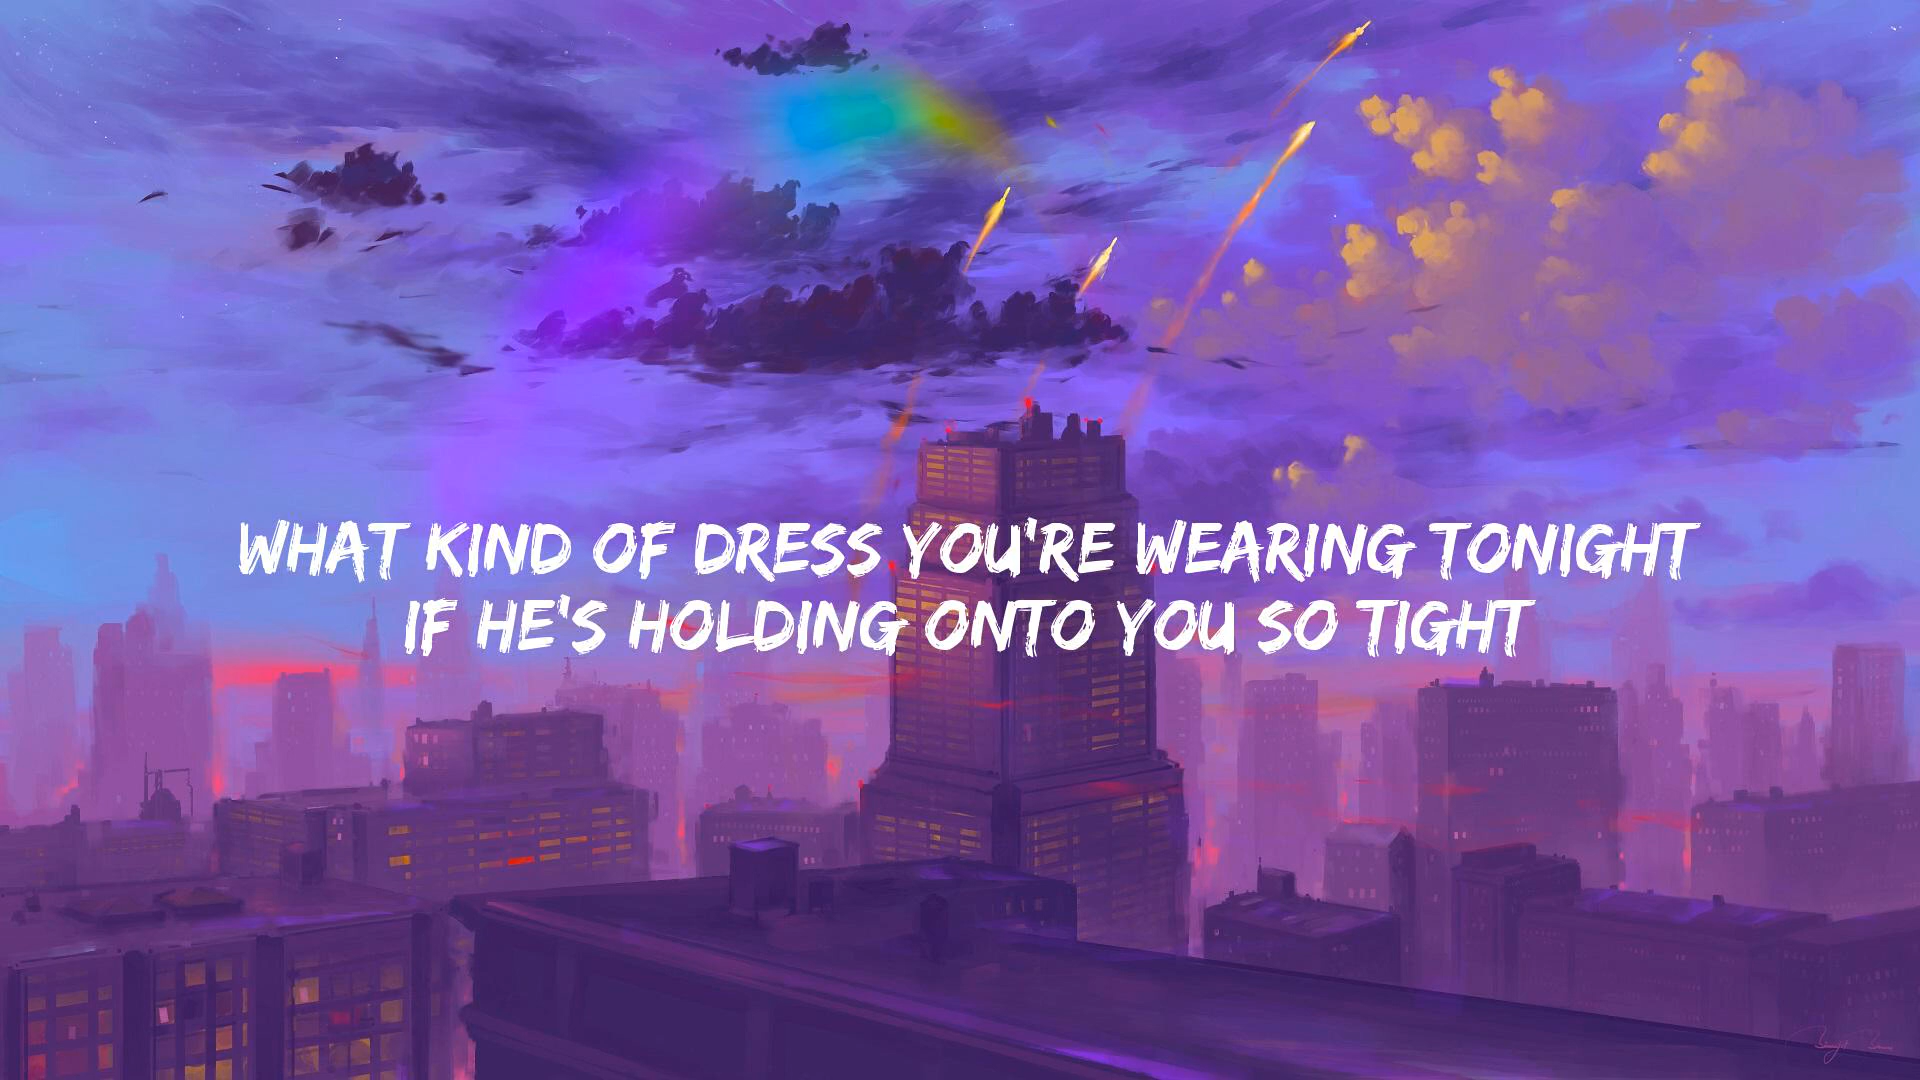 WHAT KIND OF DRESS YOU'RE WEARING TONIGHT
IF HE'S HOLDING ONTO YOU SO TIGHT